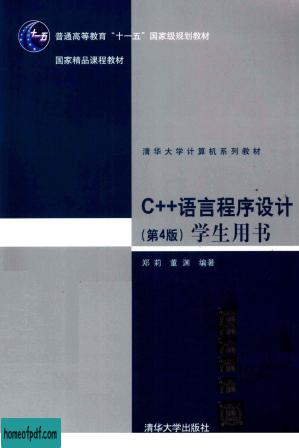 十一五
普通高等教育“十一五”国家级规划教材
国家精品课程教材
清华大学计算机系列教材
C++语言程序设计
(第4版) 学生用书
郑莉 董渊 编著
清华大学出版社
homeofpdf.com